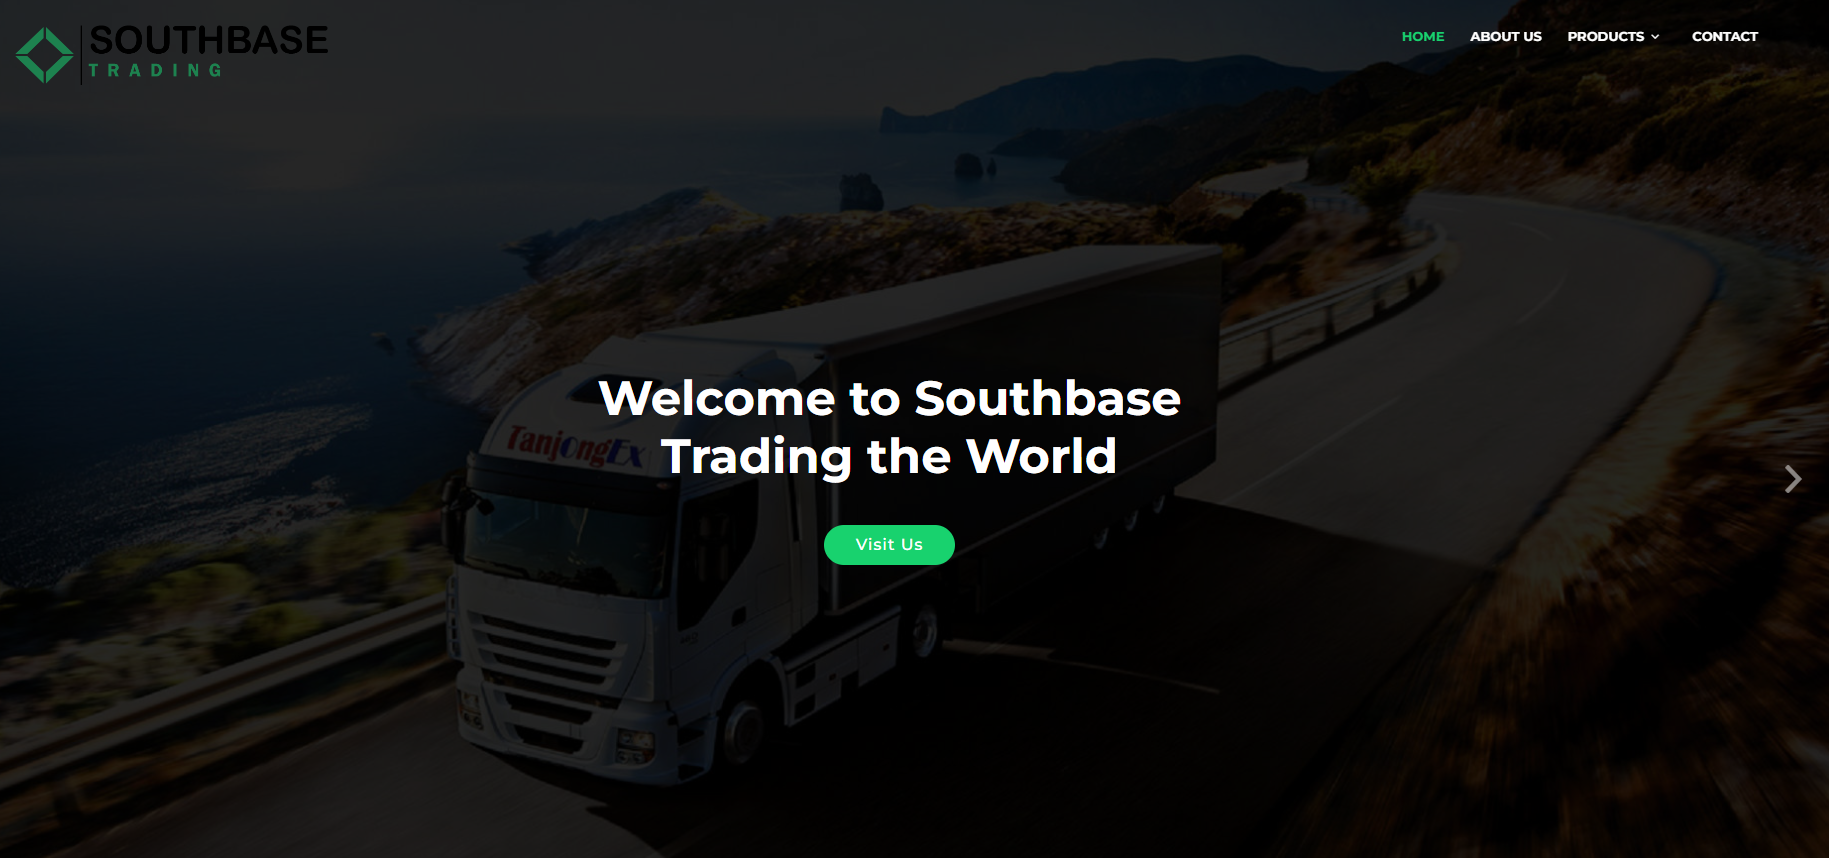 SOUTHBASE
TRADING
HOME
ABOUT US
PRODUCTS
CONTACT
Welcome to Southbase
Trading the World
TanjongEx
Visit Us